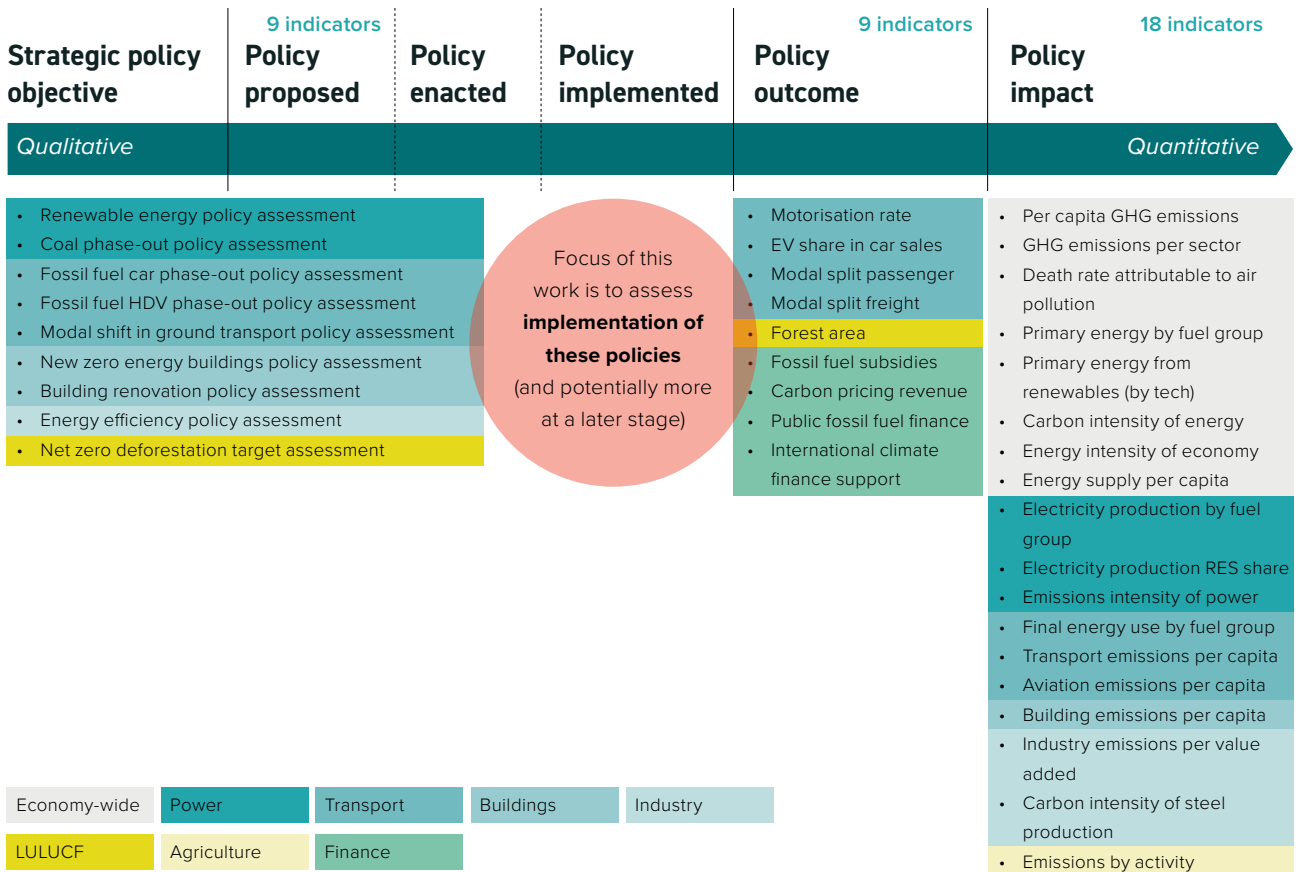 9 indicators
9 indicators
18 indicators
Strategic policy
objective
Policy
proposed
Policy
enacted
Policy
implemented
Policy
outcome
Policy
impact
Qualitative
Quantitative
• Renewable energy policy assessment
• Coal phase-out policy assessment
• Fossil fuel car phase-out policy assessment
• Fossil fuel HDV phase-out policy assessment
• Modal shift in ground transport policy assessment
• New zero energy buildings policy assessment
• Building renovation policy assessment
• Energy efficiency policy assessment
• Net zero deforestation target assessment
Focus of this
work is to assess
implementation of
these policies
(and potentially more
at a later stage)
• Motorisation rate
• EV share in car sales
• Modal split passenger
• Modal split freight
• Forest area
• Fossil fuel subsidies
• Carbon pricing revenue
• Public fossil fuel finance
• International climate
finance support
• Per capita GHG emissions
• GHG emissions per sector
• Death rate attributable to air
pollution
• Primary energy by fuel group
• Primary energy from
renewables (by tech)
• Carbon intensity of energy
• Energy intensity of economy
• Energy supply per capita
• Electricity production by fuel
group
• Electricity production RES share
• Emissions intensity of power
• Final energy use by fuel group
• Transport emissions per capita
• Aviation emissions per capita
• Building emissions per capita
• Industry emissions per value
added
• Carbon intensity of steel
production
• Emissions by activity
Economy-wide
Power
Transport
Buildings
Industry
LULUCF
Agriculture
Finance